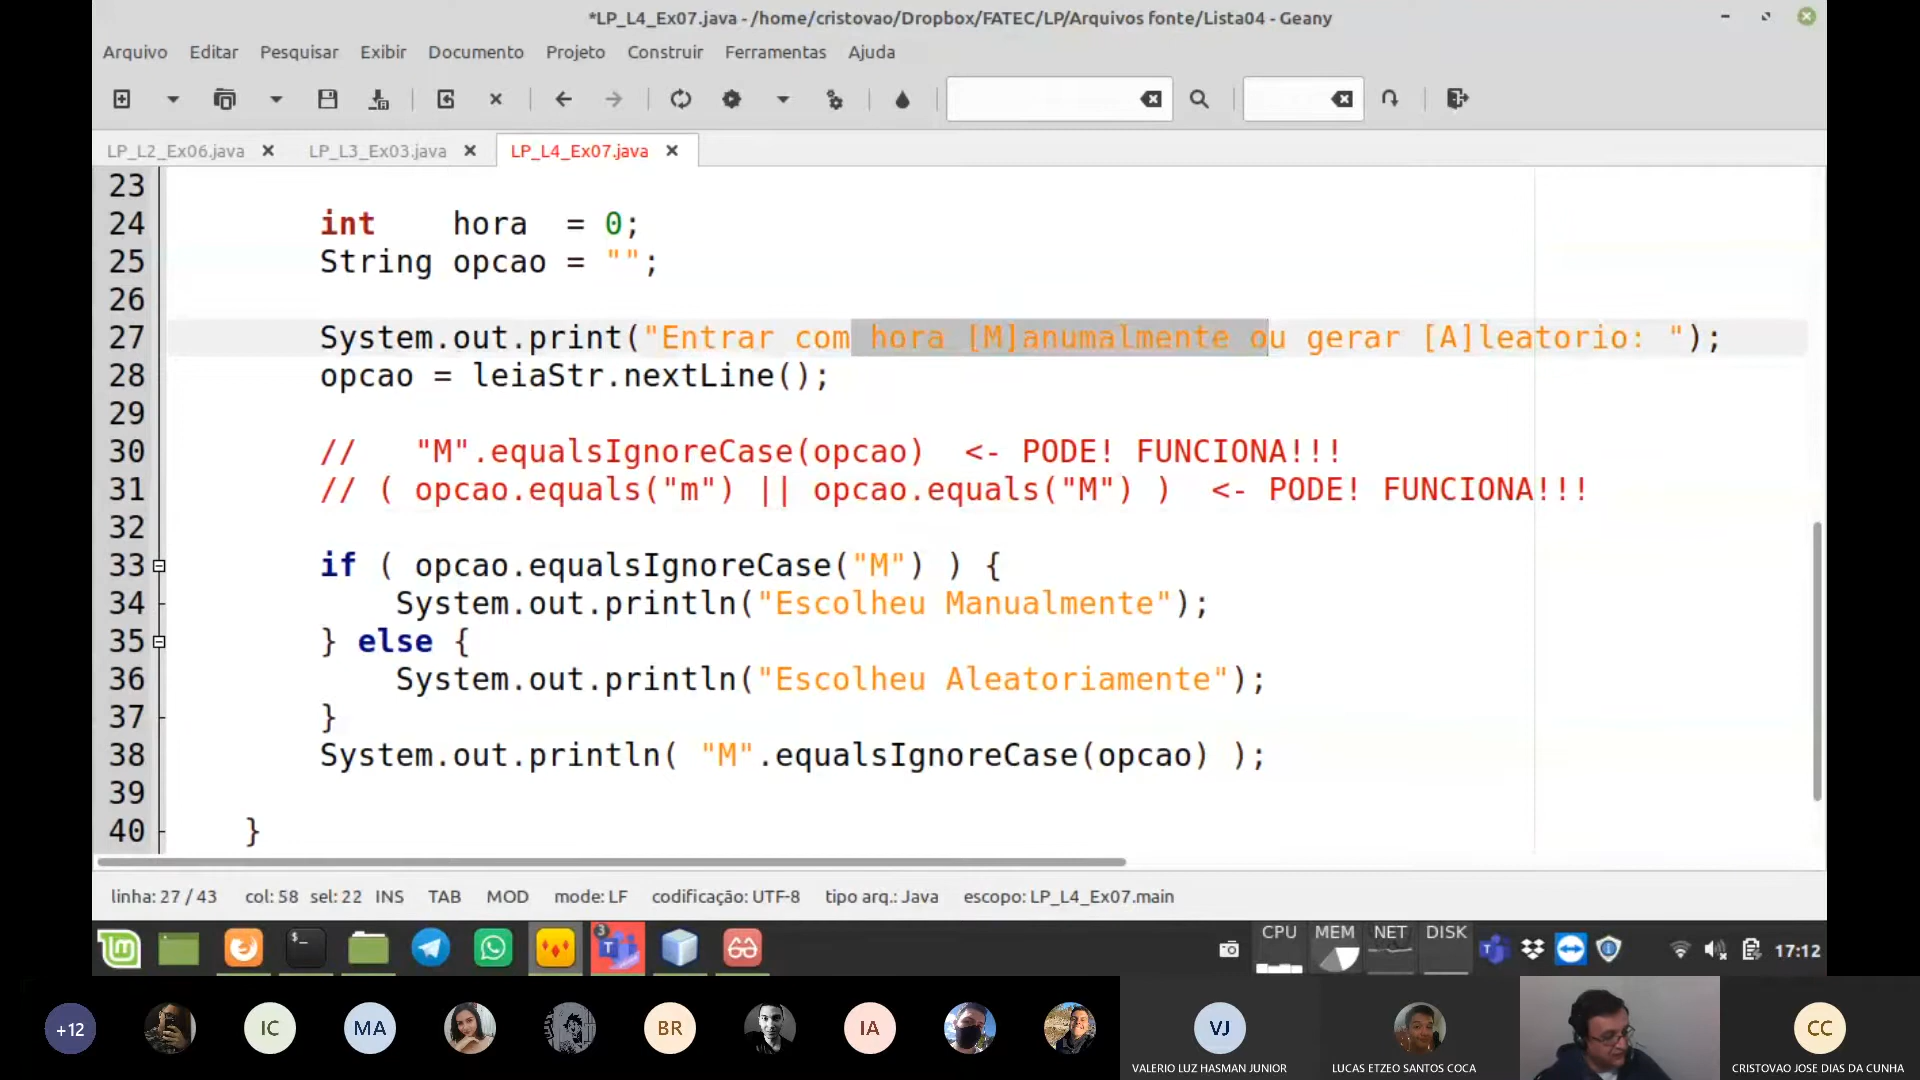 *LP_L4_Ex07.java - /home/cristovao/Dropbox/FATEC/LP/Arquivos fonte/Lista04 - Geany
Arquivo Editar Pesquisar Exibir Documento Projeto Construir Ferramentas Ajuda
LP_L2_Ex06.java LP_L3_Ex03.java LP_L4_Ex07.java
23
24 int hora = 0;
25 String opcao = "";
26
27 System.out.print("Entrar com hora [M]anumalmente ou gerar [A]leatorio: ");
28 opcao = leiaStr.nextLine();
29
30 // "M".equalsIgnoreCase(opcao) <- PODE! FUNCIONA!!!
31 // ( opcao.equals("m") || opcao.equals("M") ) <- PODE! FUNCIONA!!!
32
33 if ( opcao.equalsIgnoreCase("M") ) {
34 System.out.println("Escolheu Manualmente");
35 } else {
36 System.out.println("Escolheu Aleatoriamente");
37 }
38 System.out.println( "M".equalsIgnoreCase(opcao) );
39
40 }
linha: 27 / 43 col: 58 sel: 22 INS TAB MOD mode: LF codificação: UTF-8 tipo arq.: Java escopo: LP_L4_Ex07.main
3 CPU MEM NET DISK 17:12
+12 IC MA BR IA VJ CC
VALERIO LUZ HASMAN JUNIOR LUCAS ETZEO SANTOS COCA CRISTOVAO JOSE DIAS DA CUNHA